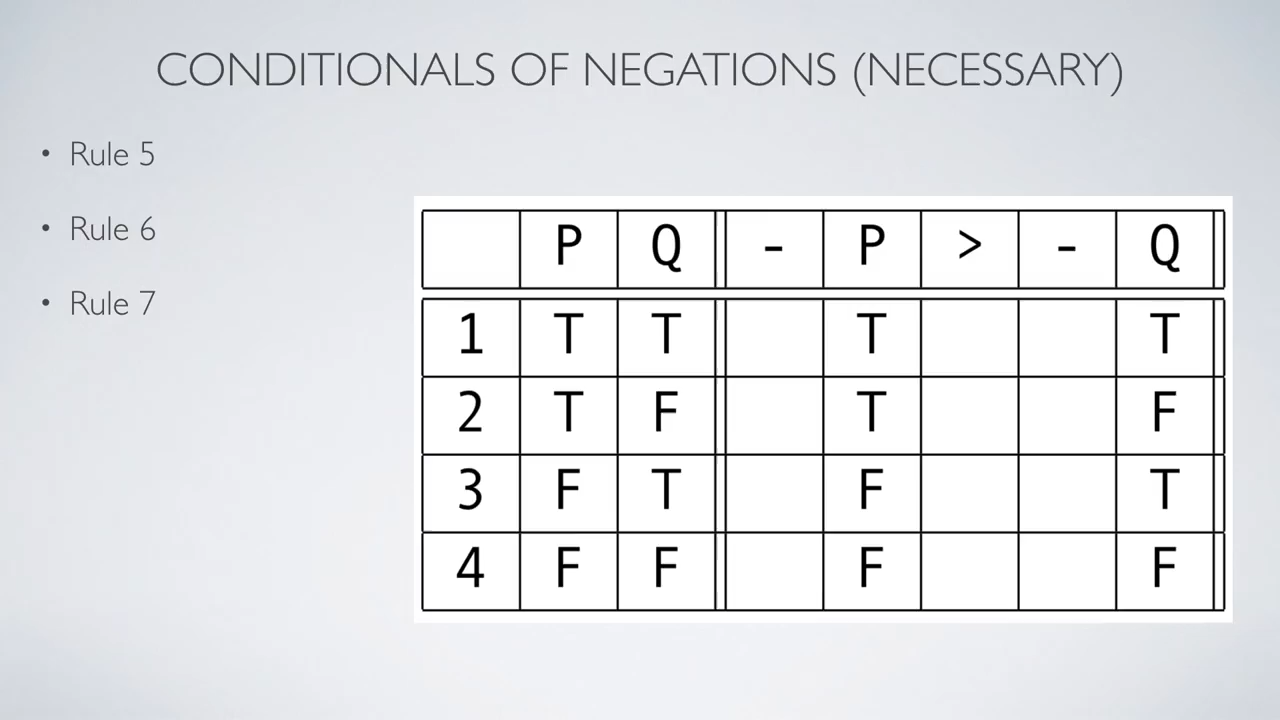 CONDITIONALS OF NEGATIONS (NECESSARY)
• Rule 5
• Rule 6
• Rule 7
P Q - P > - Q
1 T T T T
2 T F T F
3 F T F T
4 F F F F